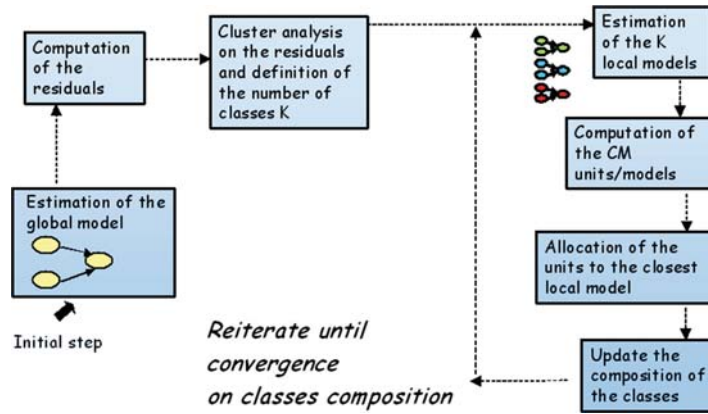 Computation
of the
residuals
Cluster analysis
on the residuals
and definition of
the number of
classes K
Estimation
of the K
local models
Computation of
the CM
units/models
Estimation of the
global model
Allocation of the
units to the closest
local model
Initial step
Reiterate until
convergence
on classes composition
Update the
composition of
the classes